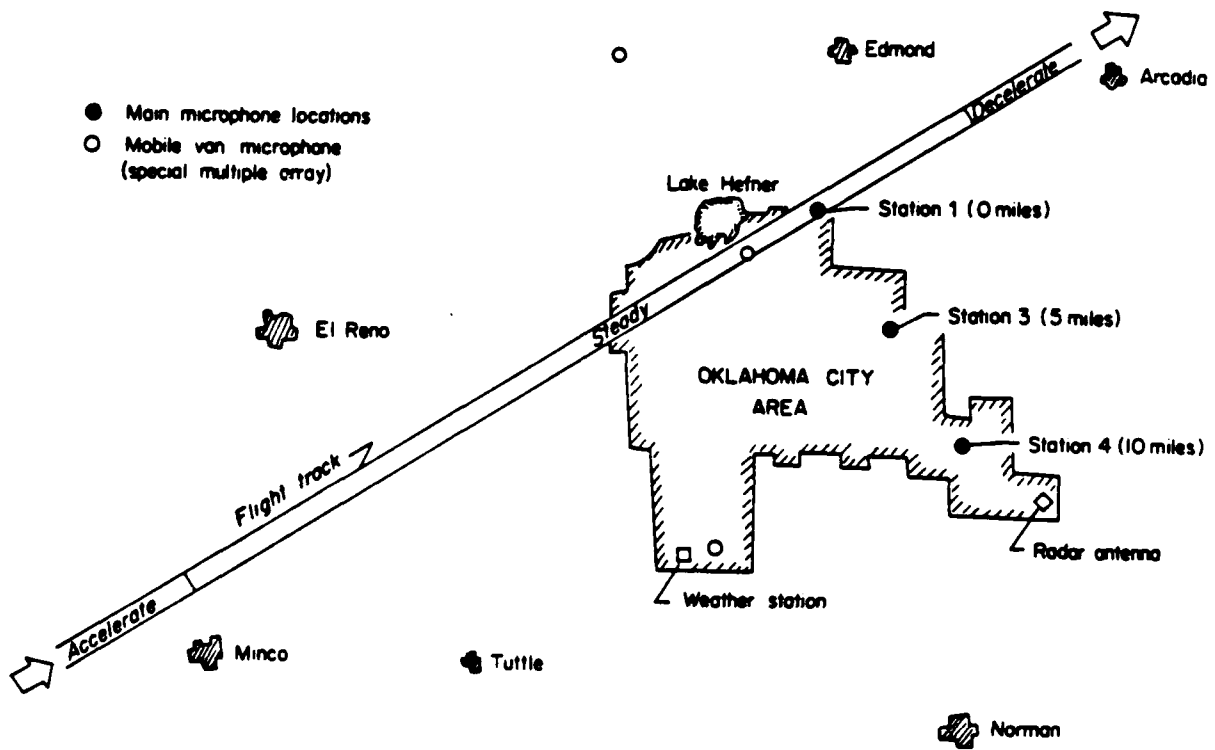 Edmond
Decelerate
Arcadia
Main microphone locations
Mobile van microphone
(special multiple array)
Lake Hefner
Station 1 (0 miles)
El Reno
Steady
Station 3 (5 miles)
OKLAHOMA CITY
AREA
Station 4 (10 miles)
Flight track
Radar antenna
Weather station
Accelerate
Minco
Tuttle
Norman